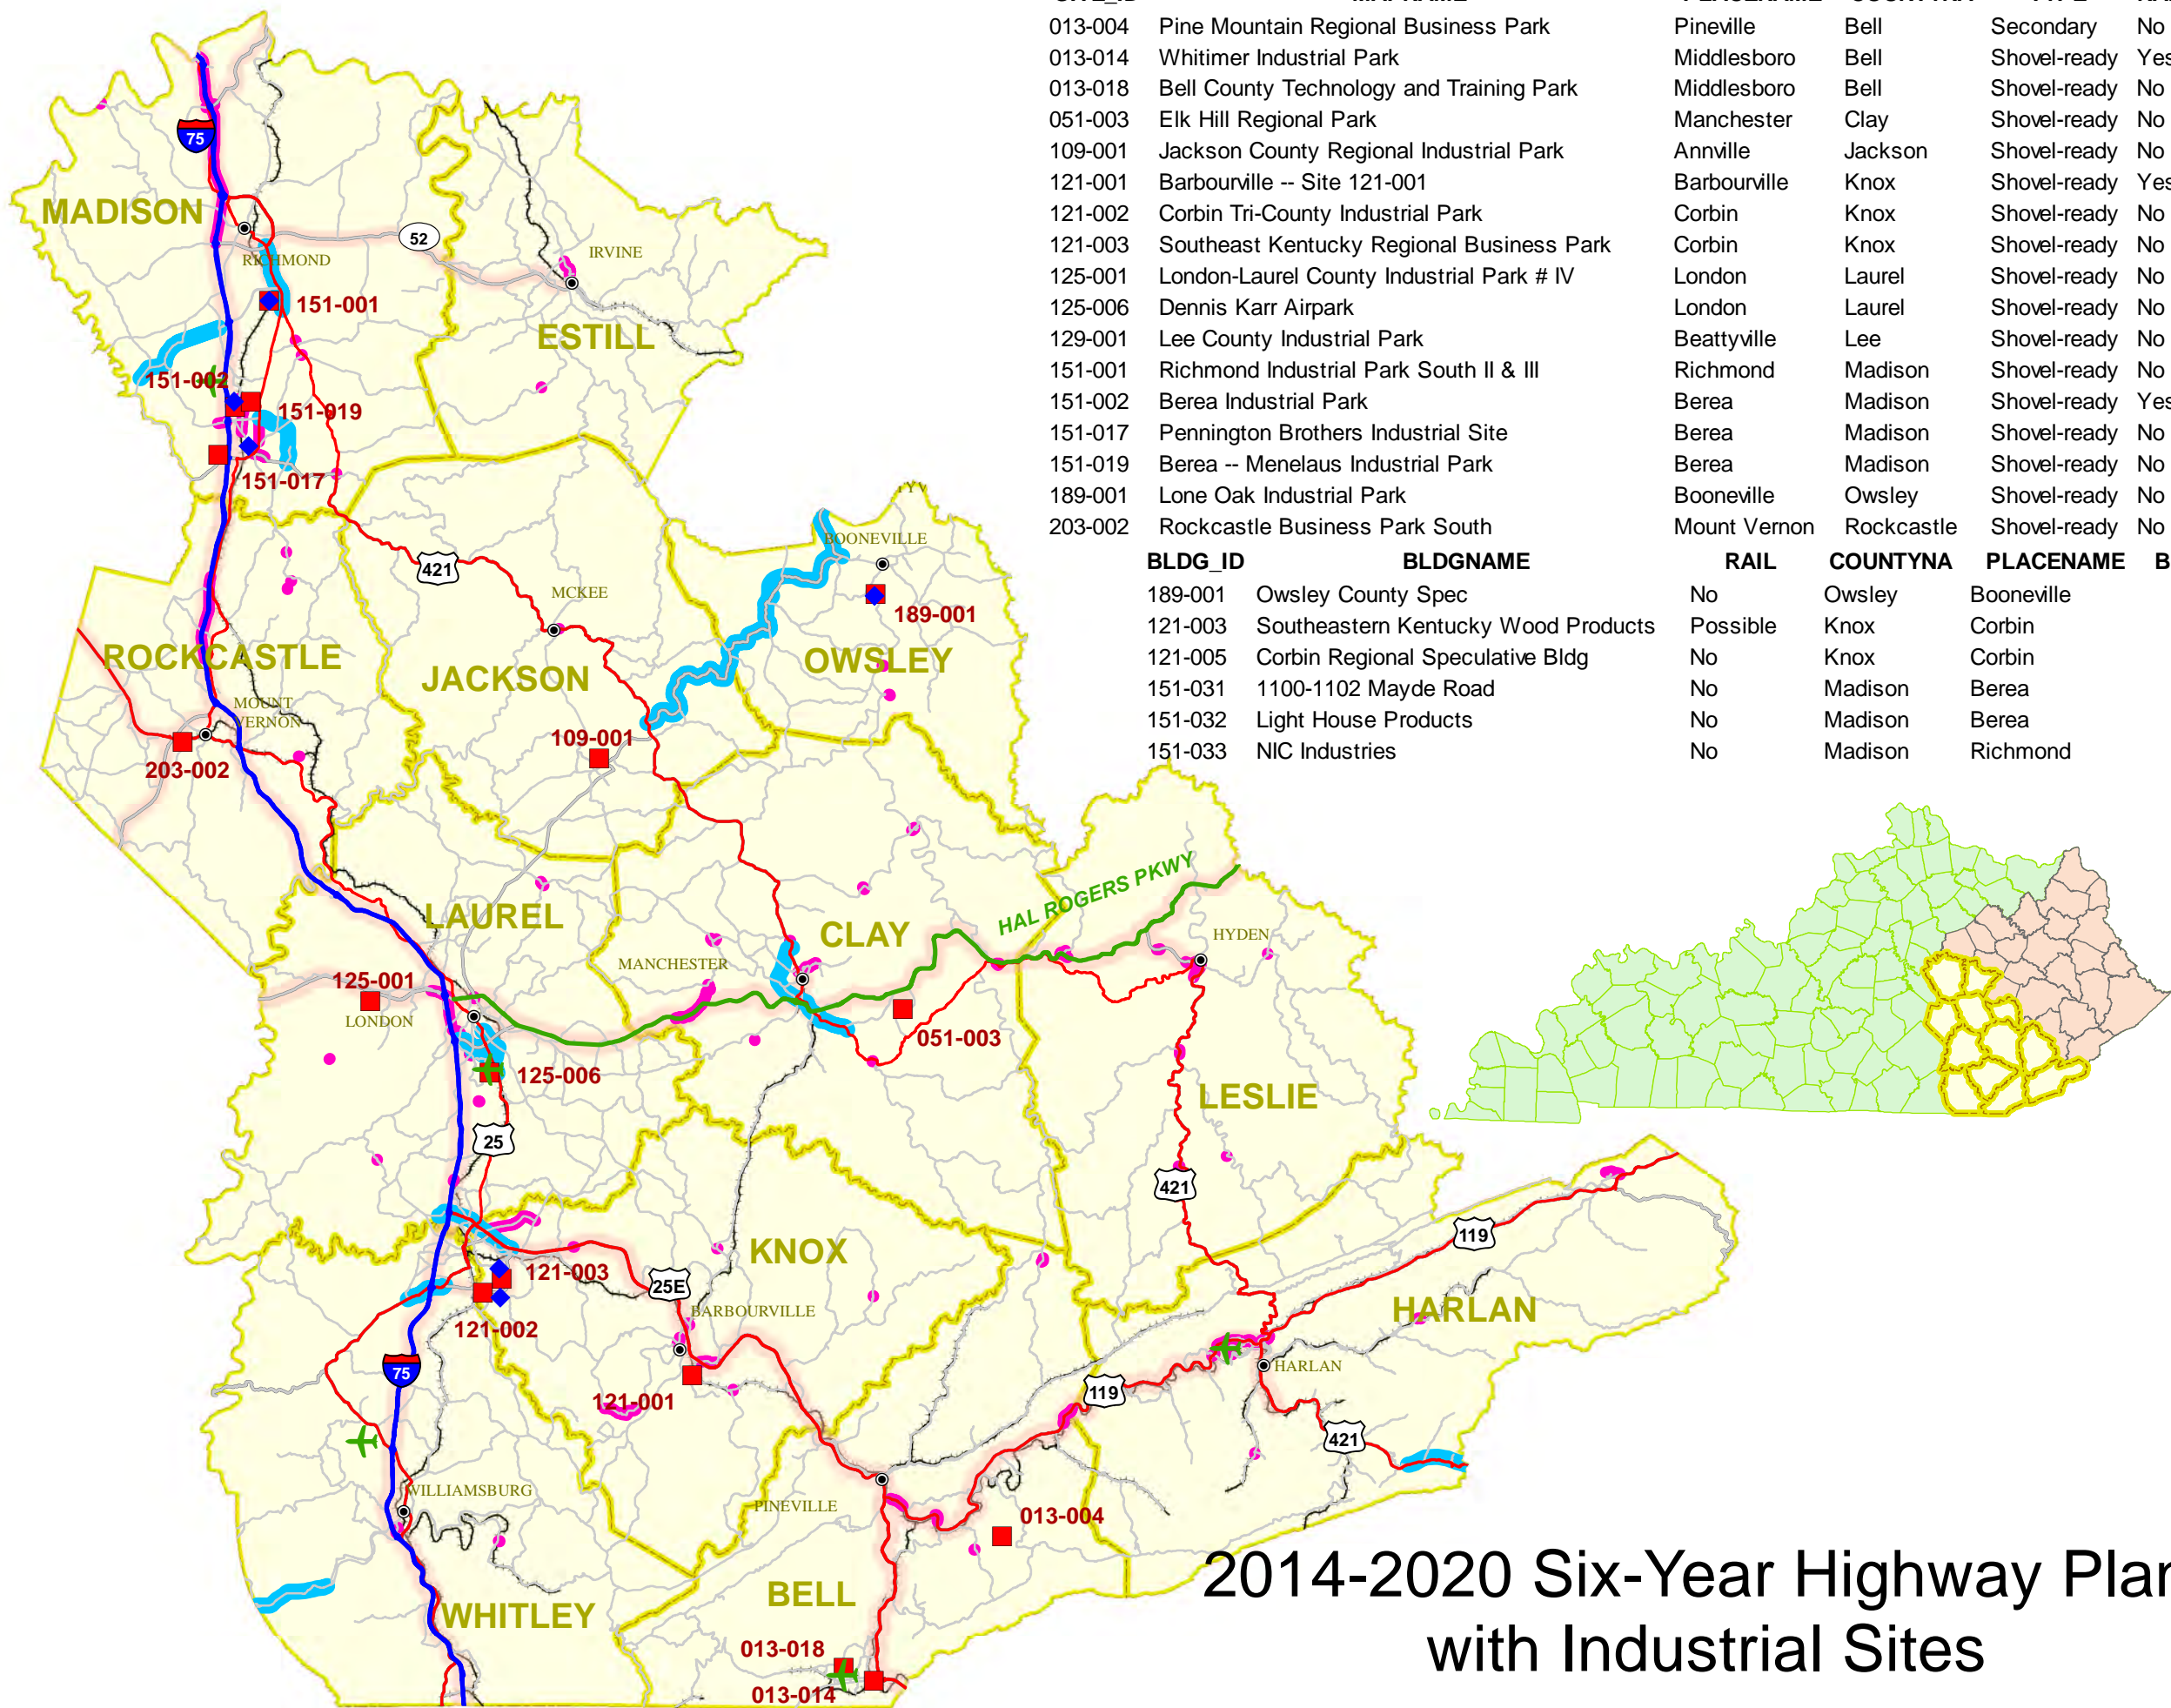 013-004 Pine Mountain Regional Business Park Pineville Bell Secondary No
013-014 Whitimer Industrial Park Middlesboro Bell Shovel-ready Yes
013-018 Bell County Technology and Training Park Middlesboro Bell Shovel-ready No
051-003 Elk Hill Regional Park Manchester Clay Shovel-ready No
109-001 Jackson County Regional Industrial Park Annville Jackson Shovel-ready No
121-001 Barbourville -- Site 121-001 Barbourville Knox Shovel-ready Yes
121-002 Corbin Tri-County Industrial Park Corbin Knox Shovel-ready No
121-003 Southeast Kentucky Regional Business Park Corbin Knox Shovel-ready No
125-001 London-Laurel County Industrial Park # IV London Laurel Shovel-ready No
125-006 Dennis Karr Airpark London Laurel Shovel-ready No
129-001 Lee County Industrial Park Beattyville Lee Shovel-ready No
151-001 Richmond Industrial Park South II & III Richmond Madison Shovel-ready No
151-002 Berea Industrial Park Berea Madison Shovel-ready Yes
151-017 Pennington Brothers Industrial Site Berea Madison Shovel-ready No
151-019 Berea -- Menelaus Industrial Park Berea Madison Shovel-ready No
189-001 Lone Oak Industrial Park Booneville Owsley Shovel-ready No
203-002 Rockcastle Business Park South Mount Vernon Rockcastle Shovel-ready No
BLDG_ID BLDGNAME RAIL COUNTYNA PLACENAME B
189-001 Owsley County Spec No Owsley Booneville
121-003 Southeastern Kentucky Wood Products Possible Knox Corbin
121-005 Corbin Regional Speculative Bldg No Knox Corbin
151-031 1100-1102 Mayde Road No Madison Berea
151-032 Light House Products No Madison Berea
151-033 NIC Industries No Madison Richmond
75
MADISON
52
RICHMOND
IRVINE
151-001
ESTILL
151-002
151-019
151-017
BOONEVILLE
421
MCKEE
189-001
ROCKCASTLE
OWSLEY
JACKSON
MOUNT
VERNON
109-001
203-002
HAL ROGERS PKWY
LAUREL
CLAY
HYDEN
MANCHESTER
125-001
LONDON
051-003
125-006
LESLIE
25
421
119
KNOX
121-003
25E
BARBOURVILLE
HARLAN
121-002
75
HARLAN
119
121-001
421
WILLIAMSBURG
PINEVILLE
013-004
BELL
WHITLEY
013-018
013-014
2014-2020 Six-Year Highway Plan
with Industrial Sites